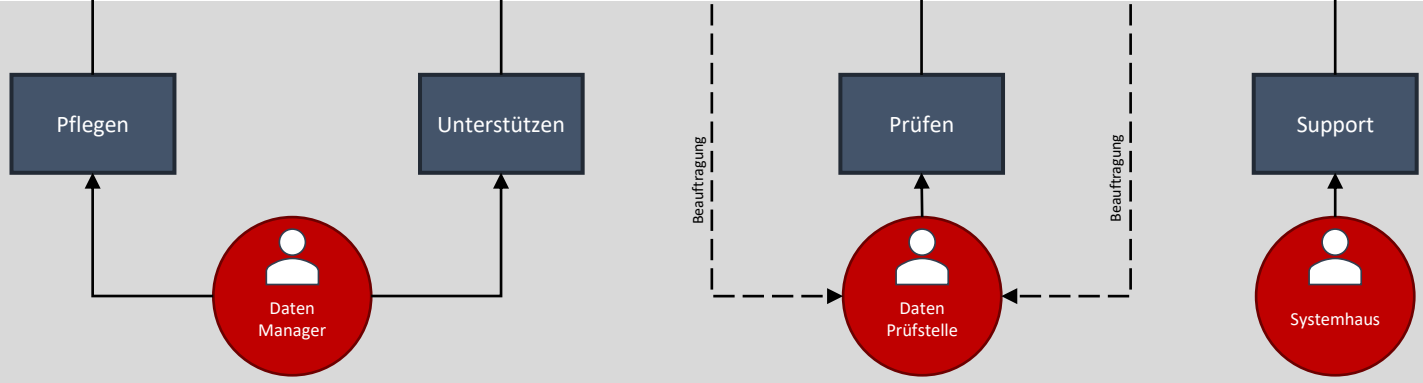 Pflegen
Unterstützen
Beauftragung
Prüfen
Beauftragung
Support
Daten
Manager
Daten
Prüfstelle
Systemhaus